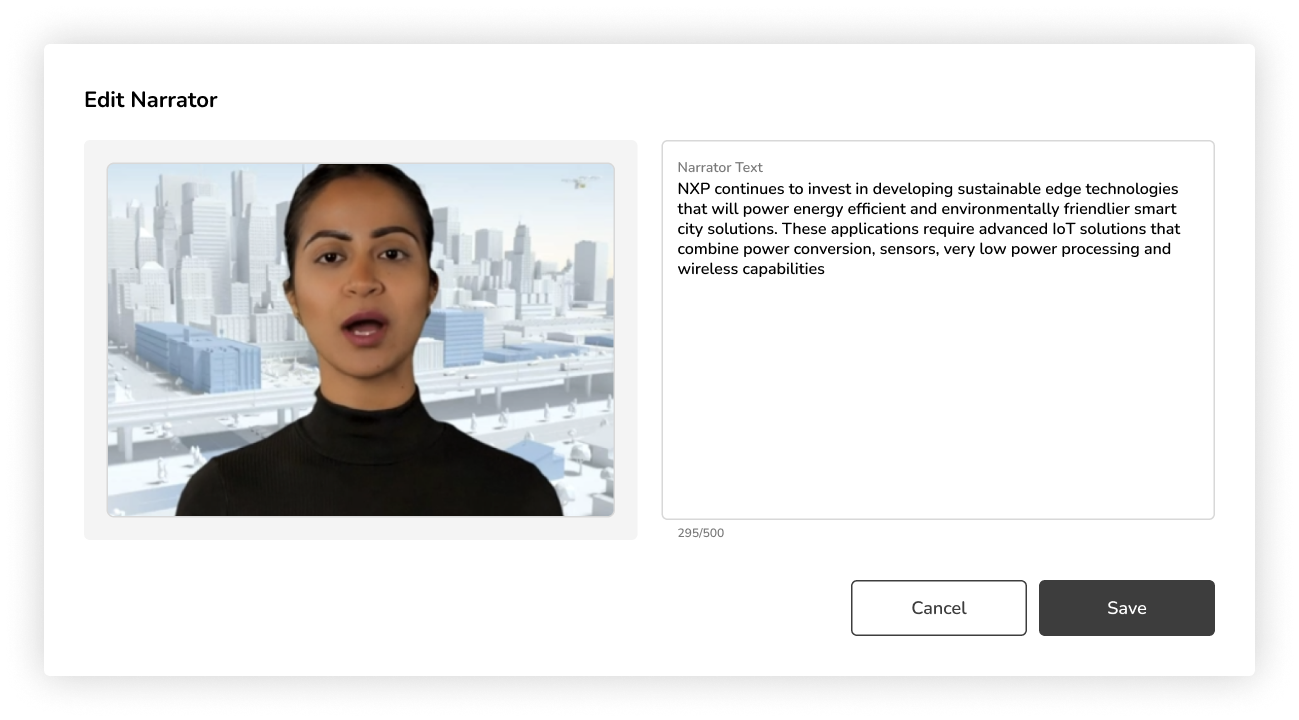 Edit Narrator
Narrator Text
NXP continues to invest in developing sustainable edge technologies
that will power energy efficient and environmentally friendlier smart
city solutions. These applications require advanced IoT solutions that
combine power conversion, sensors, very low power processing and
wireless capabilities
295/500
Cancel
Save